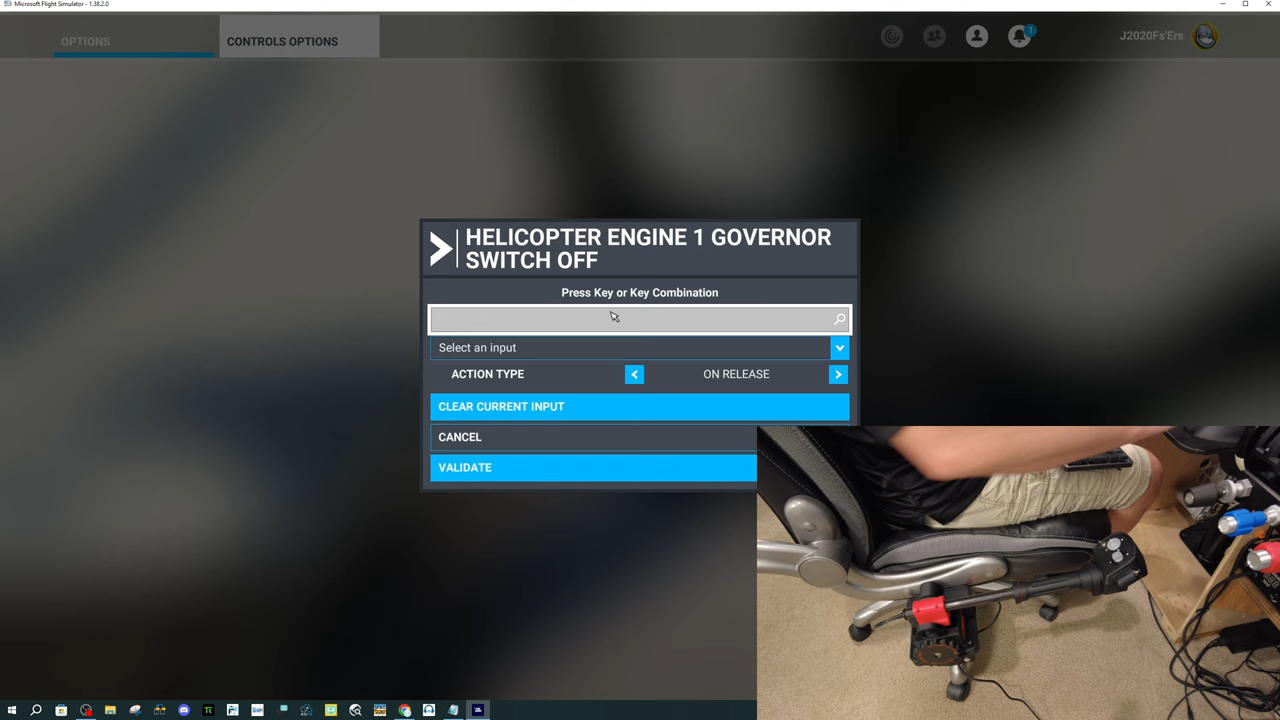 Microsoft Flight Simulator - 1.38.2.0
OPTIONS
CONTROLS OPTIONS
1
J2020Fs'Ers
HELICOPTER ENGINE 1 GOVERNOR
SWITCH OFF
Press Key or Key Combination
Select an input
ACTION TYPE
ON RELEASE
CLEAR CURRENT INPUT
CANCEL
VALIDATE